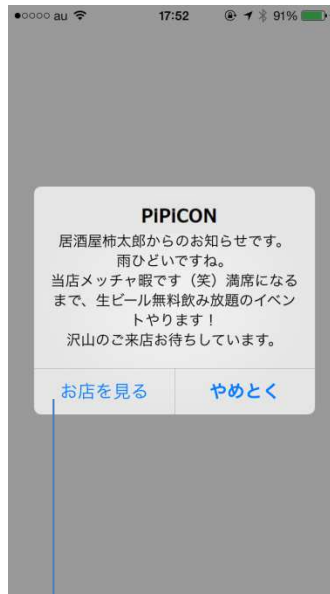 ●○○○○ au 17:52 91%
PiPiCON
居酒屋柿太郎からのお知らせです。
雨ひどいですね。
当店メッチャ暇です（笑）満席になる
まで、生ビール無料飲み放題のイベン
トやります！
沢山のご来店お待ちしています。
お店を見る やめとく